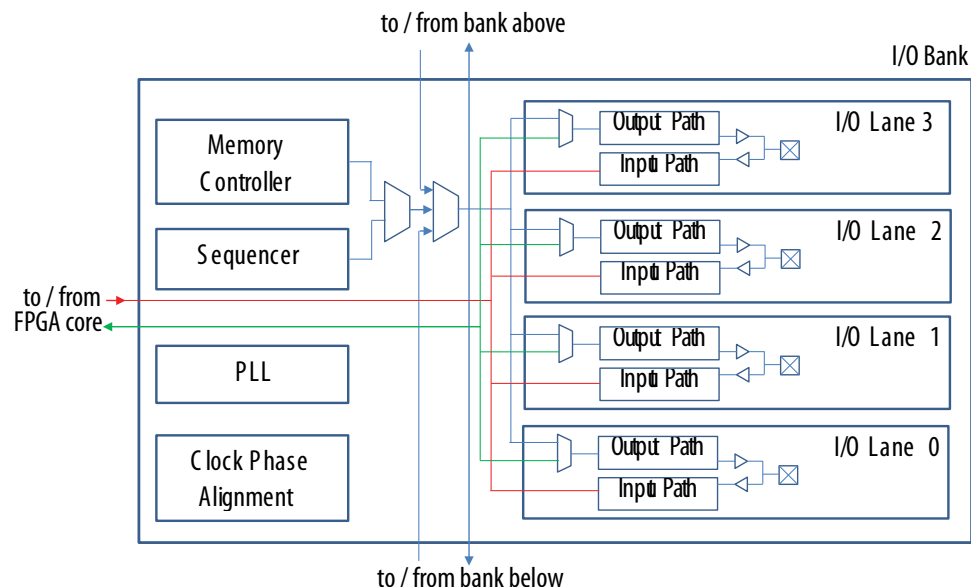 to / from bank above
I/O Bank
Memory
Controller
Sequencer
to / from
FPGA core
PLL
Clock Phase
Alignment
Output Path
Input Path
I/O Lane 3
Output Path
Input Path
I/O Lane 2
Output Path
Input Path
I/O Lane 1
Output Path
Input Path
I/O Lane 0
to / from bank below